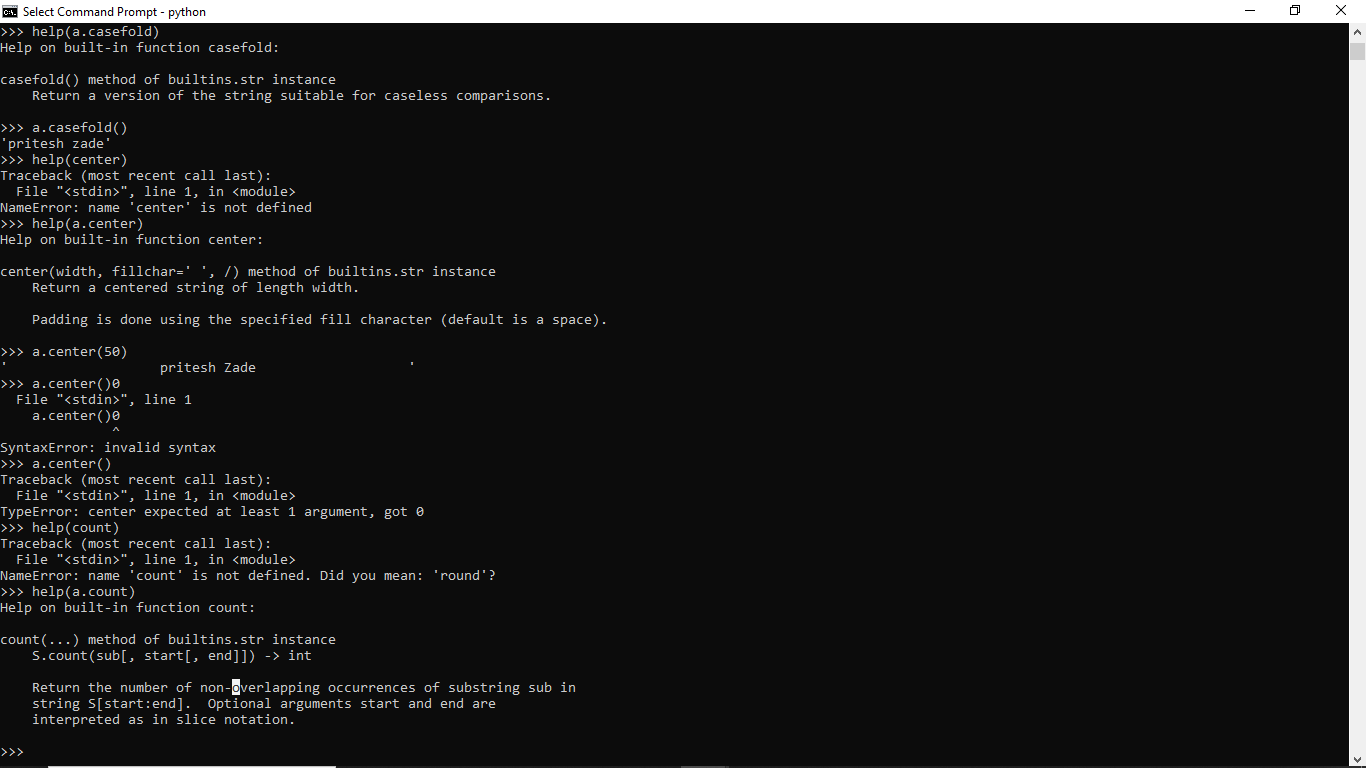 Select Command Prompt - python
>>> help(a.casefold)
Help on built-in function casefold:

casefold() method of builtins.str instance
    Return a version of the string suitable for caseless comparisons.

>>> a.casefold()
'pritesh zade'
>>> help(center)
Traceback (most recent call last):
  File "<stdin>", line 1, in <module>
NameError: name 'center' is not defined
>>> help(a.center)
Help on built-in function center:

center(width, fillchar=' ', /) method of builtins.str instance
    Return a centered string of length width.

    Padding is done using the specified fill character (default is a space).

>>> a.center(50)
'                   pritesh Zade                   '
>>> a.center()0
  File "<stdin>", line 1
    a.center()0
              ^
SyntaxError: invalid syntax
>>> a.center()
Traceback (most recent call last):
  File "<stdin>", line 1, in <module>
TypeError: center expected at least 1 argument, got 0
>>> help(count)
Traceback (most recent call last):
  File "<stdin>", line 1, in <module>
NameError: name 'count' is not defined. Did you mean: 'round'?
>>> help(a.count)
Help on built-in function count:

count(...) method of builtins.str instance
    S.count(sub[, start[, end]]) -> int

    Return the number of non-overlapping occurrences of substring sub in
    string S[start:end].  Optional arguments start and end are
    interpreted as in slice notation.

>>>